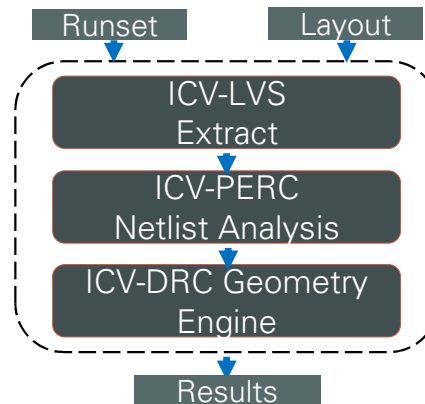 Runset
Layout
ICV-LVS
Extract
ICV-PERC
Netlist Analysis
ICV-DRC Geometry
Engine
Results